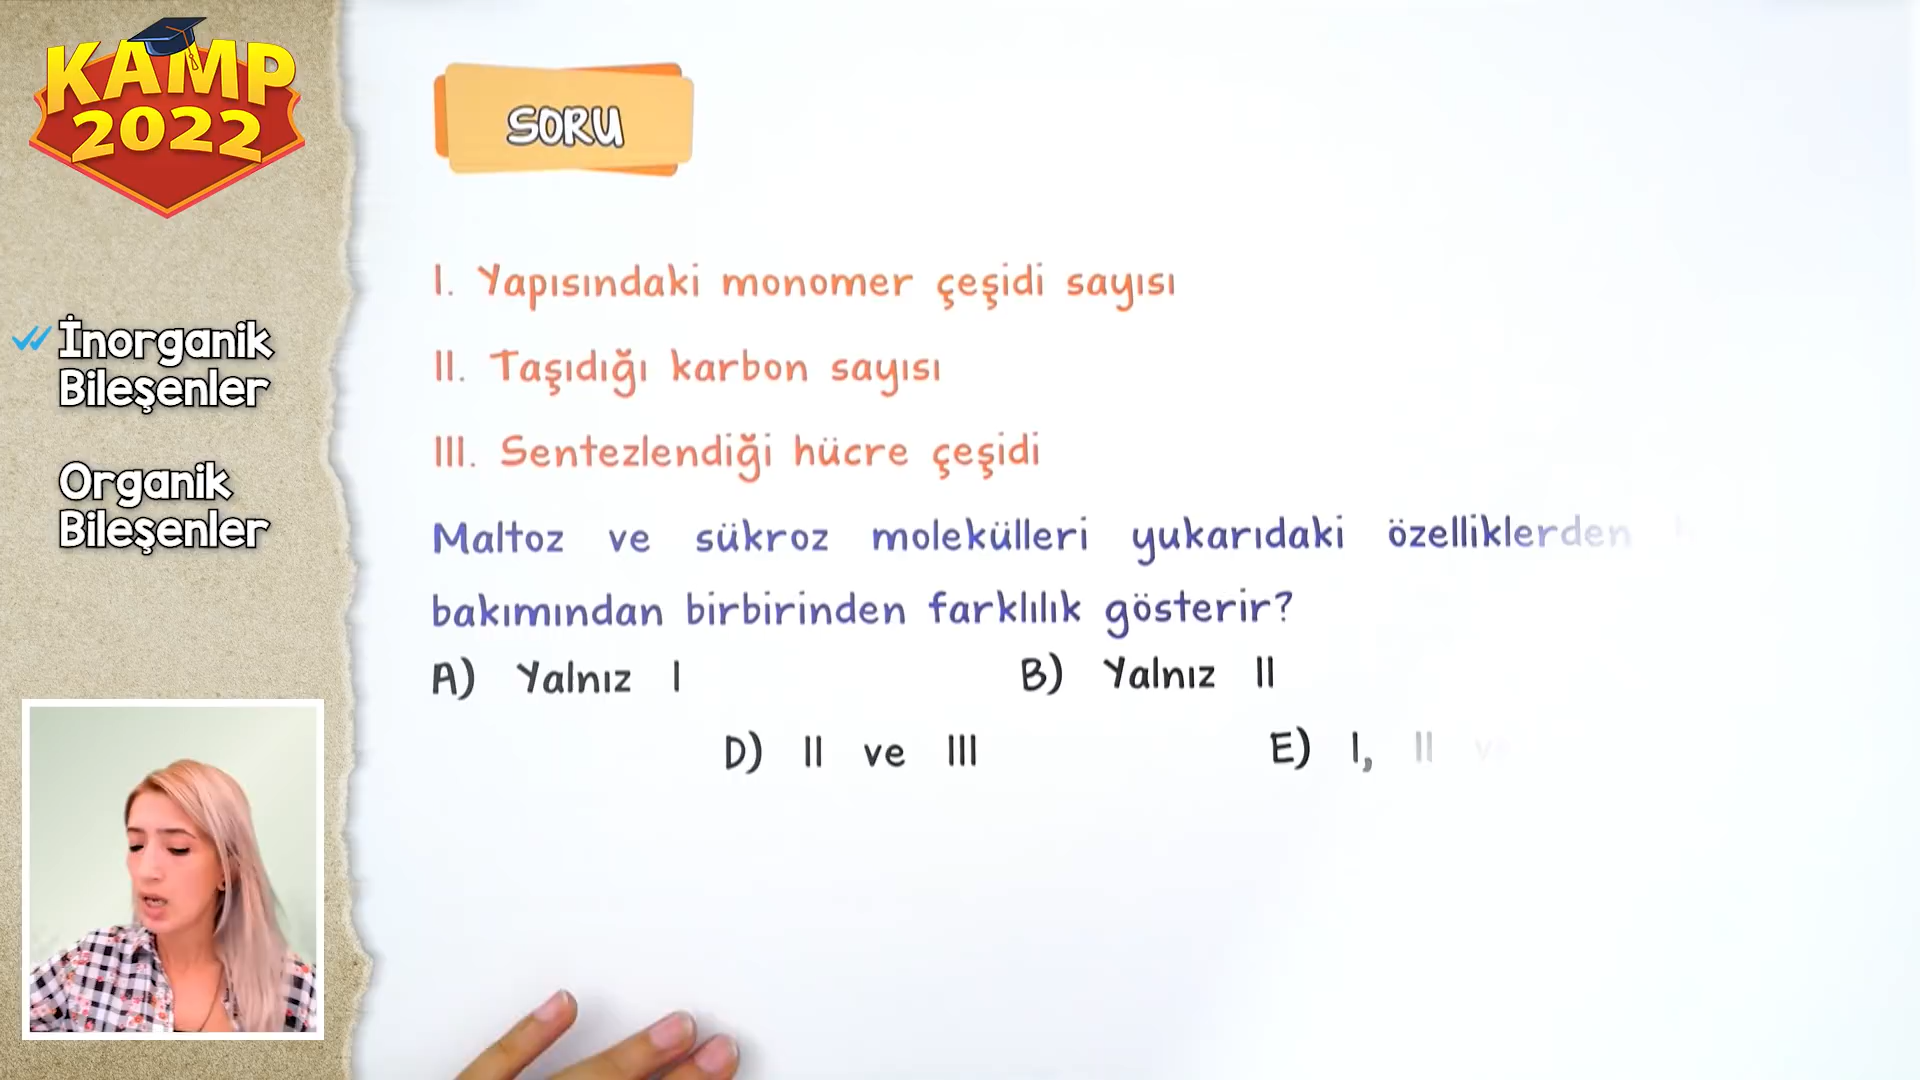 KAMP
2022
İnorganik
Bileşenler
Organik
Bileşenler
SORU
I. Yapısındaki monomer çeşidi sayısı
II. Taşıdığı karbon sayısı
III. Sentezlendiği hücre çeşidi
Maltoz ve sükroz molekülleri yukarıdaki özelliklerden
bakımından birbirinden farklılık gösterir?
A) Yalnız I B) Yalnız II
D) II ve III E) I, II ve